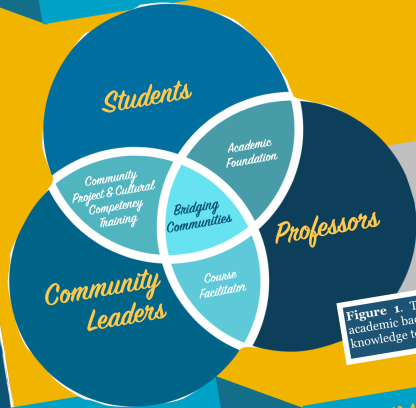 Students
Academic
Foundation
Community
Project & Cultural
Competency
Training
Bridging
Communities
Professors
Community
Leaders
Course
Facilitator
Figure 1.
academic
knowledge